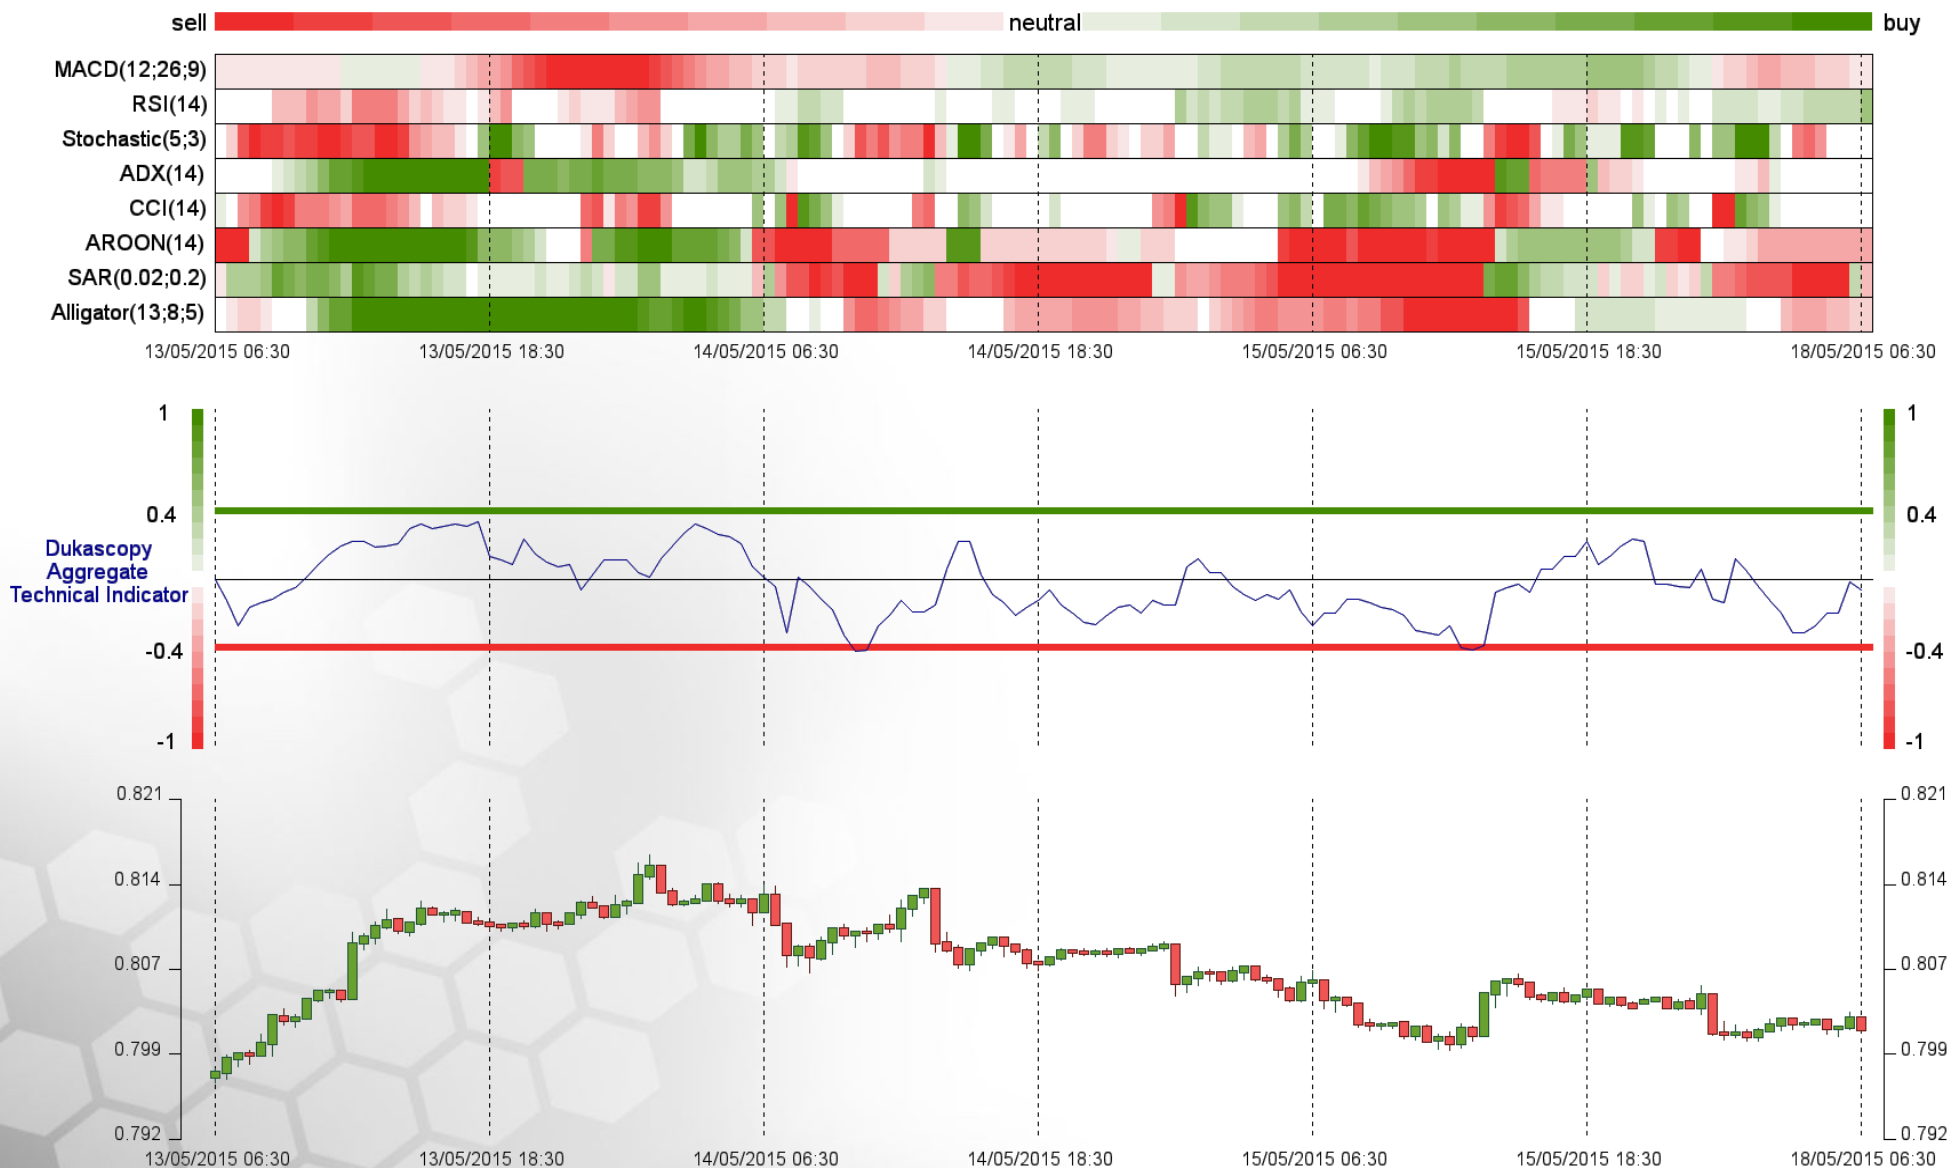 sell neutral buy
MACD(12;26;9)
RSI(14)
Stochastic(5;3)
ADX(14)
CCI(14)
AROON(14)
SAR(0.02;0.2)
Alligator(13;8;5)
13/05/2015 06:30 13/05/2015 18:30 14/05/2015 06:30 14/05/2015 18:30 15/05/2015 06:30 15/05/2015 18:30 18/05/2015 06:30
1 1
0.4 0.4
Dukascopy
Aggregate
Technical Indicator
-0.4 -0.4
-1 -1
0.821 0.821
0.814 0.814
0.807 0.807
0.799 0.799
0.792 0.792
13/05/2015 06:30 13/05/2015 18:30 14/05/2015 06:30 14/05/2015 18:30 15/05/2015 06:30 15/05/2015 18:30 18/05/2015 06:30